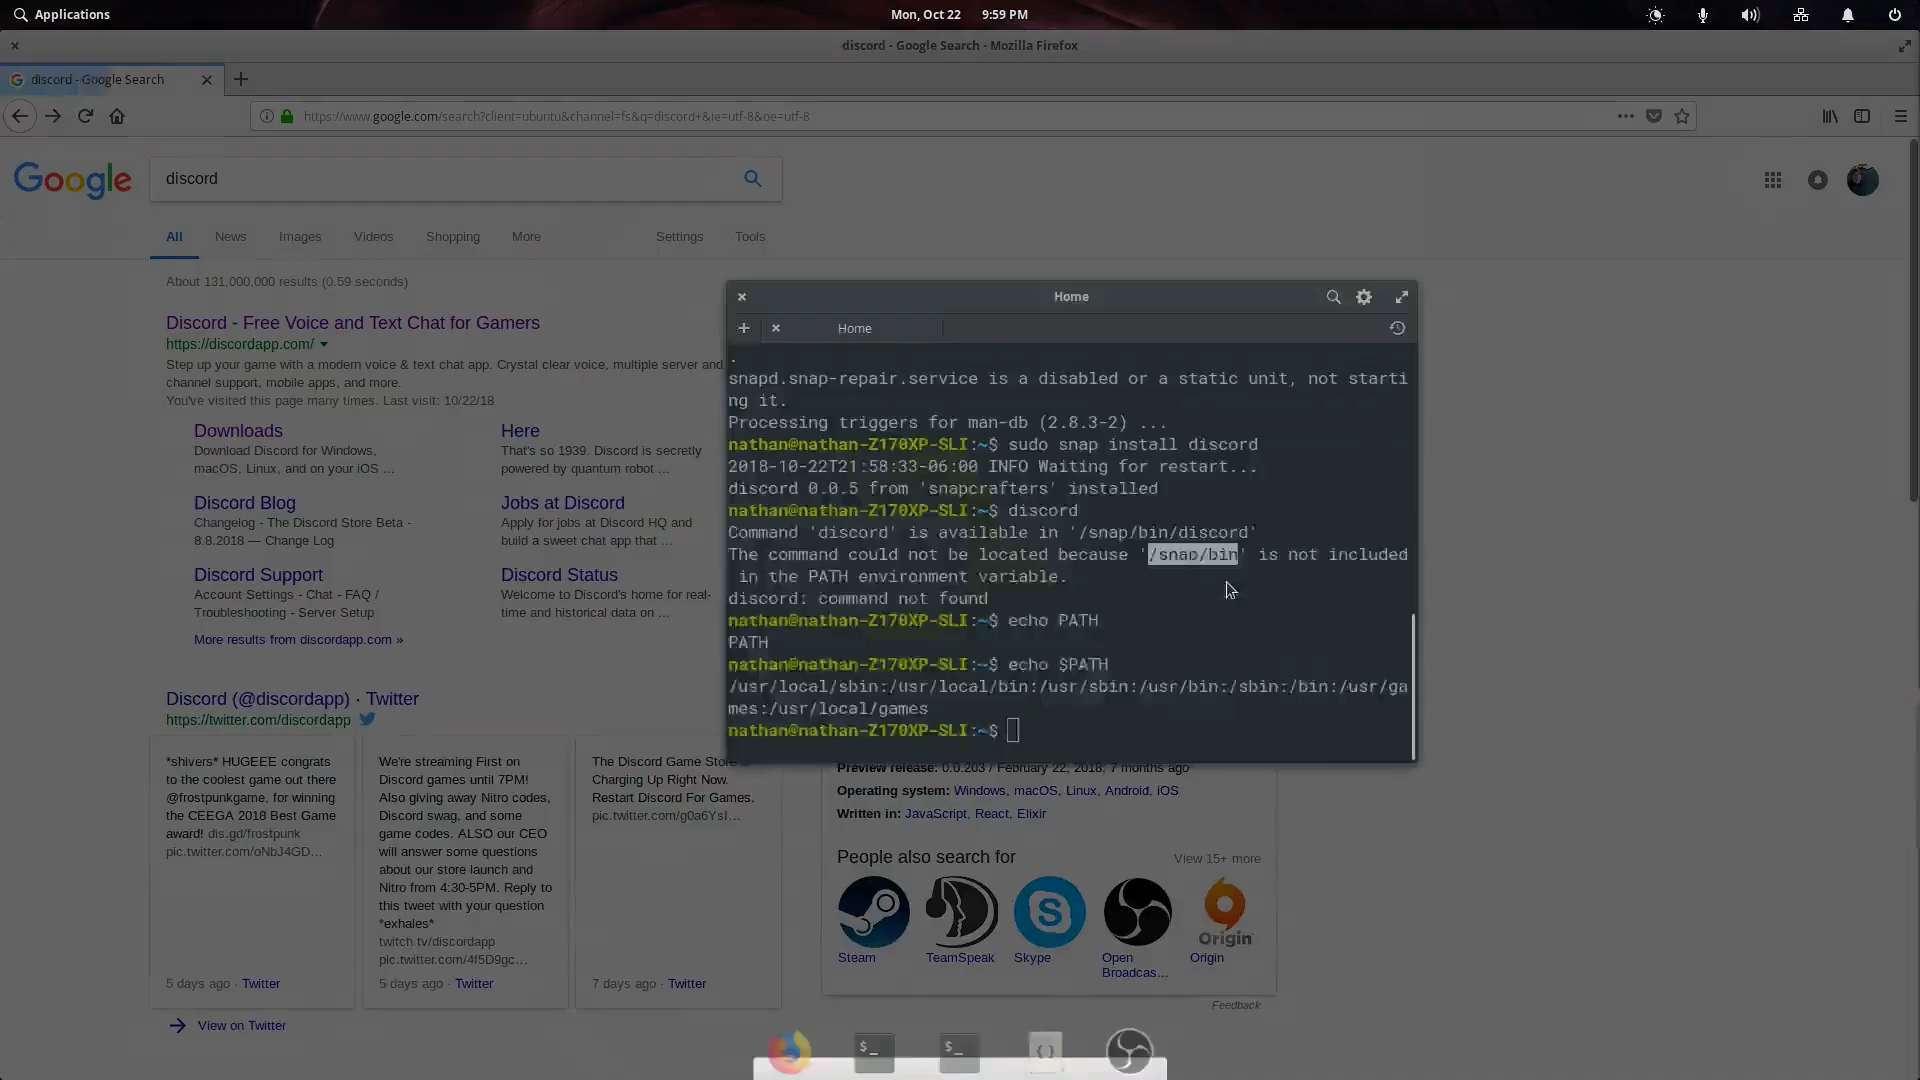 Applications
Mon, Oct 22 9:59 PM
discord - Google Search - Mozilla Firefox
discord - Google Search
https://www.google.com/search?client=ubuntu&channel=fs&q=discord+&ie=utf-8&oe=utf-8
Google
discord
All News Images Videos Shopping More Settings Tools
About 131,000,000 results (0.59 seconds)
Discord - Free Voice and Text Chat for Gamers
https://discordapp.com/
Step up your game with a modern voice & text chat app. Crystal clear voice, multiple server and
channel support, mobile apps, and more.
You've visited this page many times. Last visit: 10/22/18
Downloads
Download Discord for Windows,
macOS, Linux, and on your iOS ...
Here
That's so 1939. Discord is secretly
powered by quantum robot ...
Discord Blog
Changelog - The Discord Store Beta -
8.8.2018 — Change Log
Jobs at Discord
Apply for jobs at Discord HQ and
build a sweet chat app that ...
Discord Support
Account Settings - Chat - FAQ /
Troubleshooting - Server Setup
Discord Status
Welcome to Discord's home for real-
time and historical data on ...
More results from discordapp.com »
Discord (@discordapp) · Twitter
https://twitter.com/discordapp
*shivers* HUGEEE congrats
to the coolest game out there
@frostpunkgame, for winning
the CEEGA 2018 Best Game
award! dis.gd/frostpunk
pic.twitter.com/oNbJ4GD...
5 days ago · Twitter
We're streaming First on
Discord games until 7PM!
Also giving away Nitro codes,
Discord swag, and some
game codes. ALSO our CEO
will answer some questions
about our store launch and
Nitro from 4:30-5PM. Reply to
this tweet with your question
*exhales*
twitch.tv/discordapp
pic.twitter.com/4f5D9gc...
5 days ago · Twitter
The Discord Game Store
Charging Up Right Now.
Restart Discord For Games.
pic.twitter.com/g0a6YsI...
7 days ago · Twitter
View on Twitter
Home
Home
.
snapd.snap-repair.service is a disabled or a static unit, not starti
ng it.
Processing triggers for man-db (2.8.3-2) ...
nathan@nathan-Z170XP-SLI:~$ sudo snap install discord
2018-10-22T21:58:33-06:00 INFO Waiting for restart...
discord 0.0.5 from 'snapcrafters' installed
nathan@nathan-Z170XP-SLI:~$ discord
Command 'discord' is available in '/snap/bin/discord'
The command could not be located because '/snap/bin' is not included
in the PATH environment variable.
discord: command not found
nathan@nathan-Z170XP-SLI:~$ echo PATH
PATH
nathan@nathan-Z170XP-SLI:~$ echo $PATH
/usr/local/sbin:/usr/local/bin:/usr/sbin:/usr/bin:/sbin:/bin:/usr/ga
mes:/usr/local/games
nathan@nathan-Z170XP-SLI:~$
Preview release: 0.0.203 / February 22, 2018; 7 months ago
Operating system: Windows, macOS, Linux, Android, iOS
Written in: JavaScript, React, Elixir
People also search for View 15+ more
Steam
TeamSpeak
Skype
Open
Broadcas...
ORIGIN
Origin
Feedback